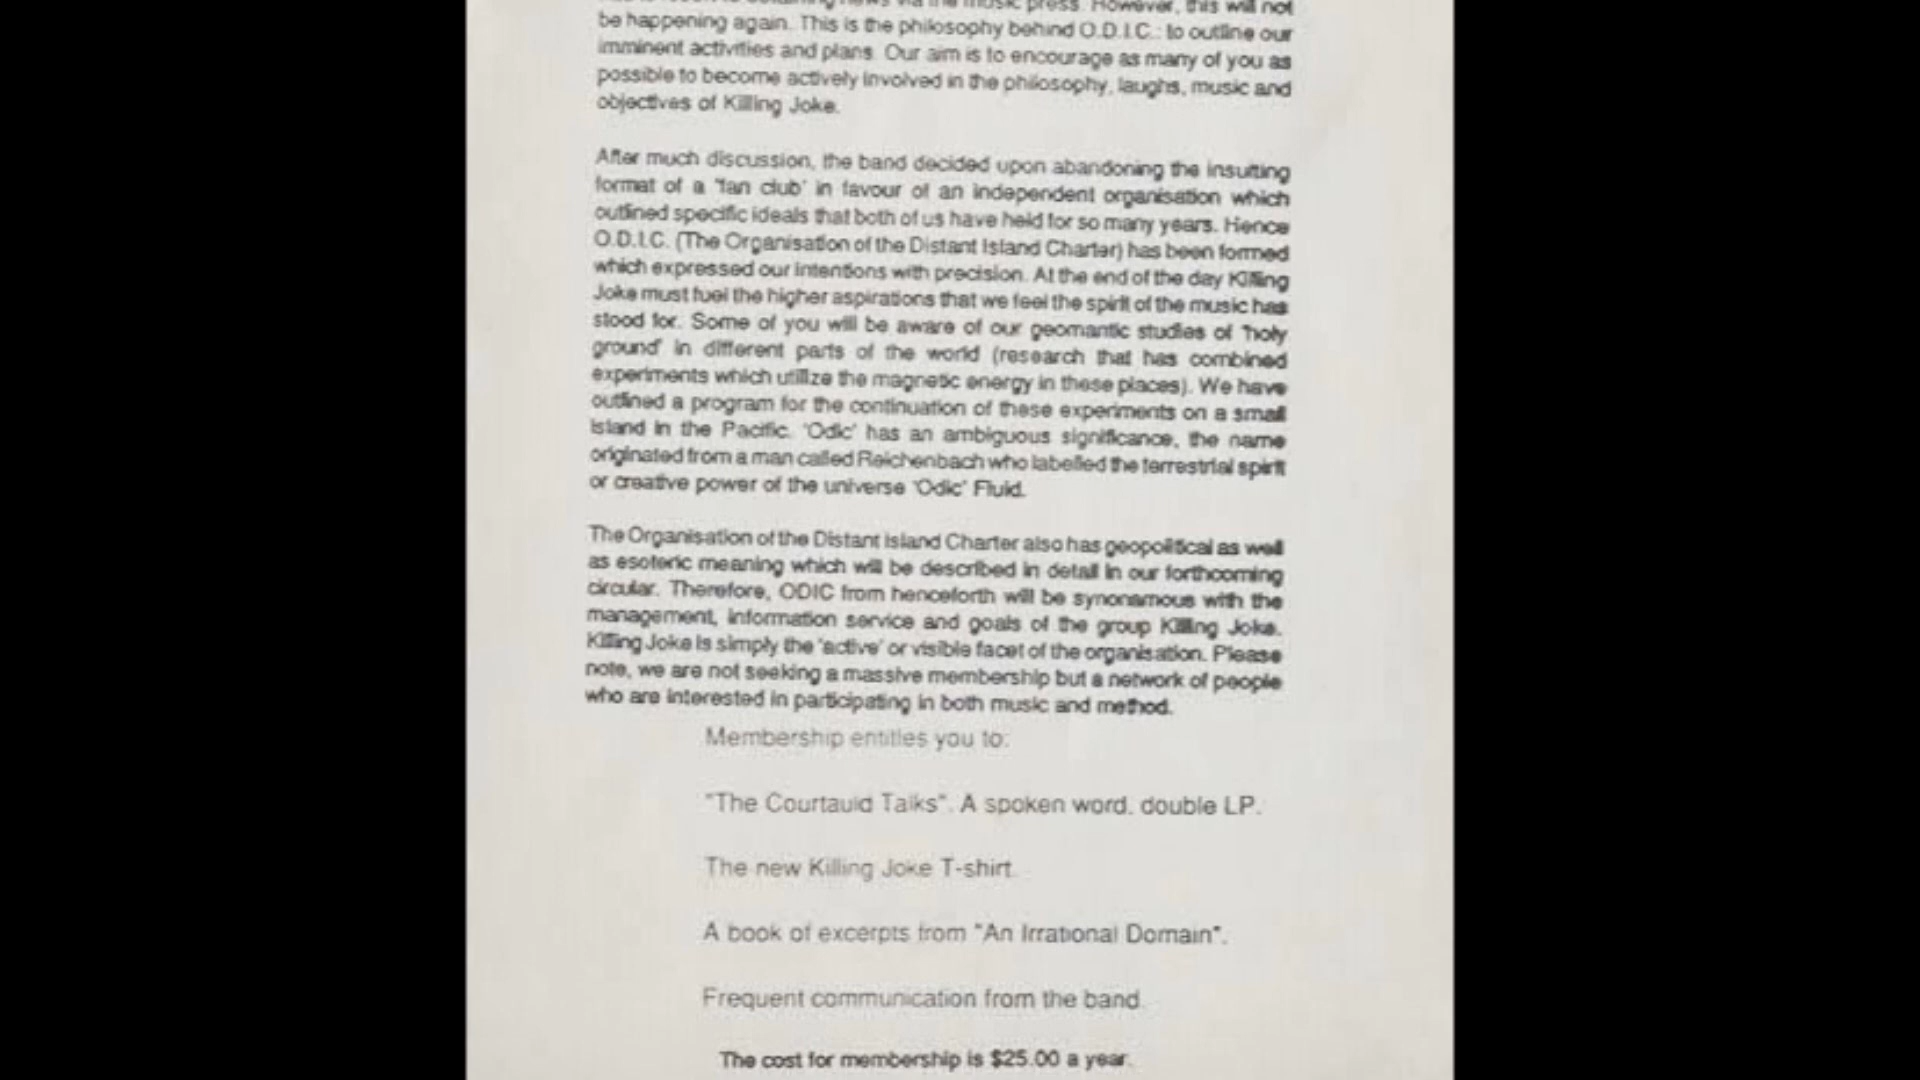 music press. However, this will not
be happening again. This is the philosophy behind O.D.I.C.: to outline our
imminent activities and plans. Our aim is to encourage as many of you as
possible to become actively involved in the philosophy, laughs, music and
objectives of Killing Joke.
After much discussion, the band decided upon abandoning the insulting
format of a 'fan club' in favour of an independent organisation which
outlined specific ideals that both of us have held for so many years. Hence
O.D.I.C. (The Organisation of the Distant Island Charter) has been formed
which expressed our intentions with precision. At the end of the day Killing
Joke must fuel the higher aspirations that we feel the spirit of the music has
stood for. Some of you will be aware of our geomantic studies of 'holy
ground' in different parts of the world (research that has combined
experiments which utilize the magnetic energy in these places). We have
outlined a program for the continuation of these experiments on a small
island in the Pacific. 'Odic' has an ambiguous significance, the name
originated from a man called Reichenbach who labelled the terrestrial spirit
or creative power of the universe 'Odic' Fluid.
The Organisation of the Distant Island Charter also has geopolitical as well
as esoteric meaning which will be described in detail in our forthcoming
circular. Therefore, ODIC from henceforth will be synonamous with the
management, information service and goals of the group Killing Joke.
Killing Joke is simply the 'active' or visible facet of the organisation. Please
note, we are not seeking a massive membership but a network of people
who are interested in participating in both music and method.
Membership entitles you to:
"The Courtauld Talks". A spoken word, double LP.
The new Killing Joke T-shirt.
A book of excerpts from "An Irrational Domain".
Frequent communication from the band.
The cost for membership is $25.00 a year.